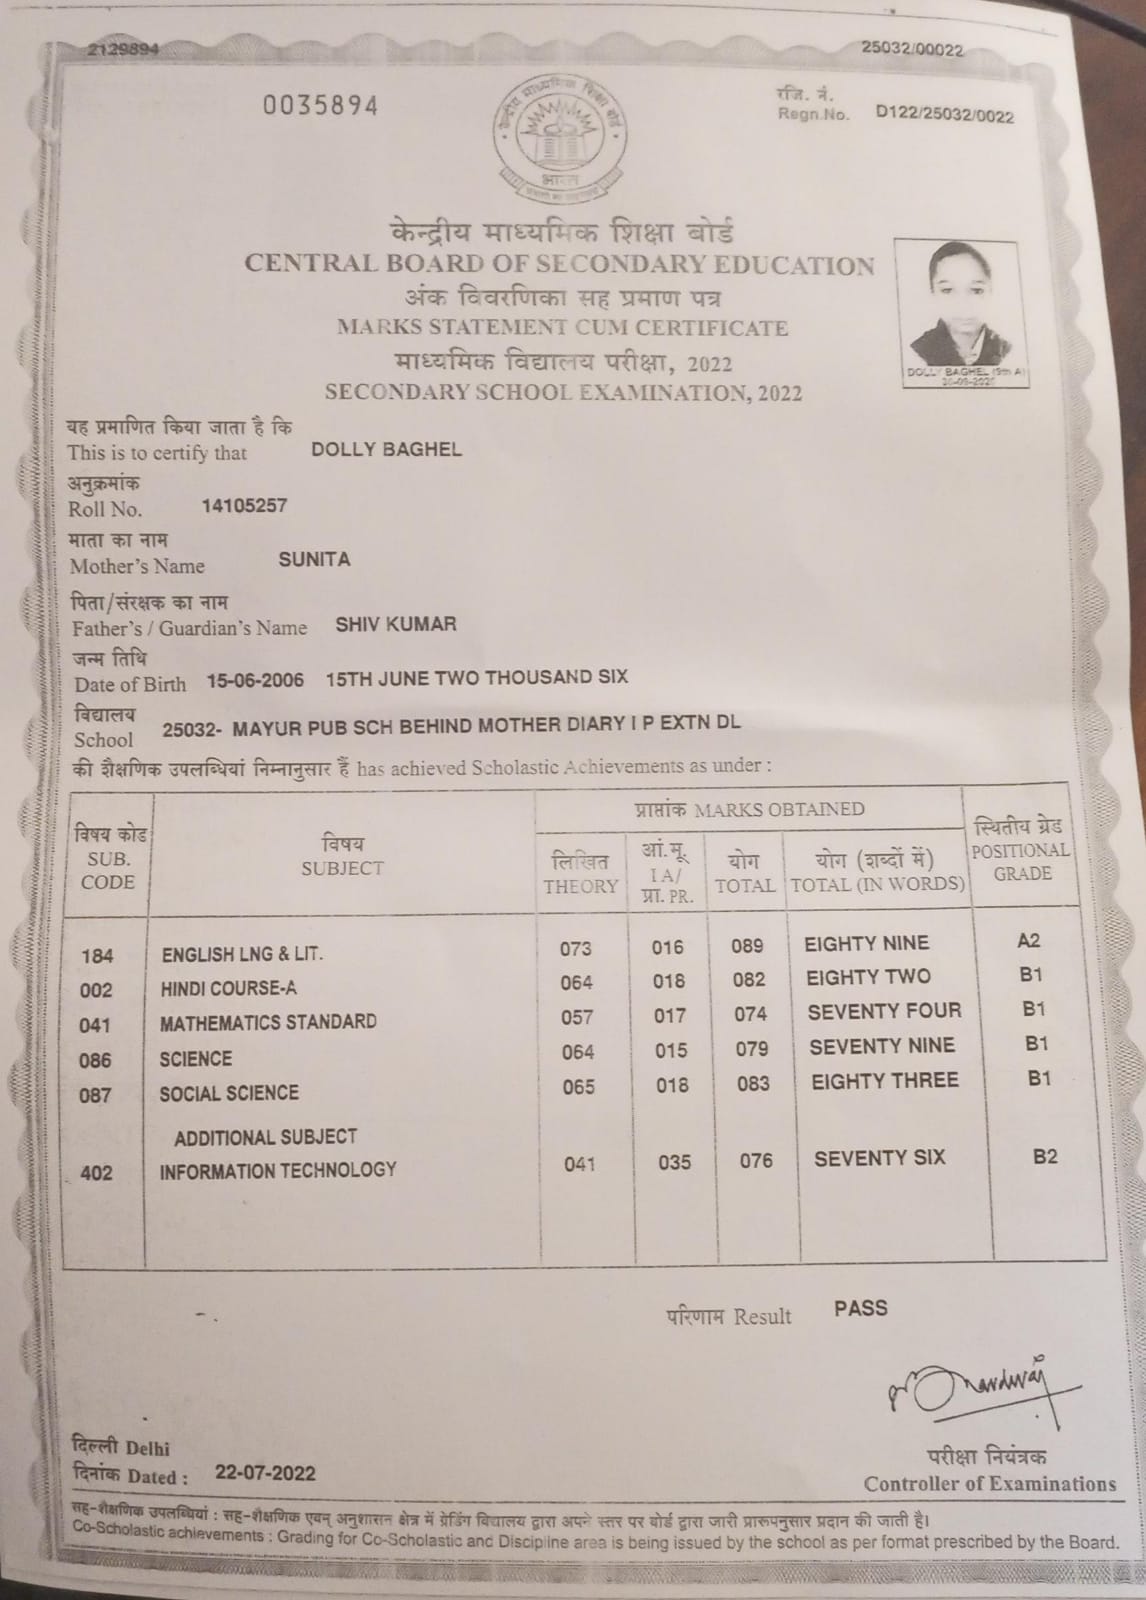 2129894
25032/00022
0035894
रजि. नं.
Regn.No. D122/25032/0022
भारत
केन्द्रीय माध्यमिक शिक्षा बोर्ड
CENTRAL BOARD OF SECONDARY EDUCATION
अंक विवरणिका सह प्रमाण पत्र
MARKS STATEMENT CUM CERTIFICATE
माध्यमिक विद्यालय परीक्षा, 2022
SECONDARY SCHOOL EXAMINATION, 2022
DOLLY BAGHEL (9th A)
यह प्रमाणित किया जाता है कि
This is to certify that DOLLY BAGHEL
अनुक्रमांक
Roll No. 14105257
माता का नाम
Mother's Name SUNITA
पिता/संरक्षक का नाम
Father's / Guardian's Name SHIV KUMAR
जन्म तिथि
Date of Birth 15-06-2006 15TH JUNE TWO THOUSAND SIX
विद्यालय
School 25032- MAYUR PUB SCH BEHIND MOTHER DIARY I P EXTN DL
की शैक्षणिक उपलब्धियां निम्नानुसार हैं has achieved Scholastic Achievements as under :
विषय कोड
SUB.
CODE
विषय
SUBJECT
प्राप्तांक MARKS OBTAINED
लिखित
THEORY
आं.मू.
I A/
प्रा. PR.
योग
TOTAL
योग (शब्दों में)
TOTAL (IN WORDS)
स्थितीय ग्रेड
POSITIONAL
GRADE
184 ENGLISH LNG & LIT. 073 016 089 EIGHTY NINE A2
002 HINDI COURSE-A 064 018 082 EIGHTY TWO B1
041 MATHEMATICS STANDARD 057 017 074 SEVENTY FOUR B1
086 SCIENCE 064 015 079 SEVENTY NINE B1
087 SOCIAL SCIENCE 065 018 083 EIGHTY THREE B1
ADDITIONAL SUBJECT
402 INFORMATION TECHNOLOGY 041 035 076 SEVENTY SIX B2
परिणाम Result PASS
दिल्ली Delhi
दिनांक Dated : 22-07-2022
परीक्षा नियंत्रक
Controller of Examinations
सह-शैक्षणिक उपलब्धियां : सह-शैक्षणिक एवम् अनुशासन क्षेत्र में ग्रेडिंग विद्यालय द्वारा अपने स्तर पर बोर्ड द्वारा जारी प्रारूपनुसार प्रदान की जाती है।
Co-Scholastic achievements : Grading for Co-Scholastic and Discipline area is being issued by the school as per format prescribed by the Board.